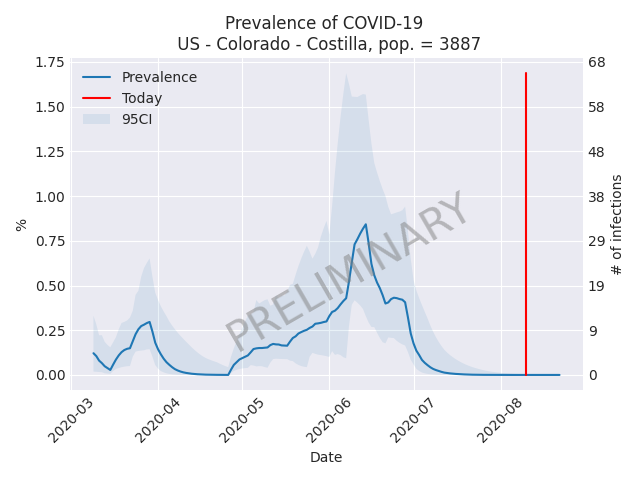 Prevalence of COVID-19
US - Colorado - Costilla, pop. = 3887
Prevalence
Today
95CI
1.75
1.50
1.25
1.00
0.75
0.50
0.25
0.00
%
68
58
48
38
29
19
9
0
# of infections
PRELIMINARY
2020-03
2020-04
2020-05
2020-06
2020-07
2020-08
Date